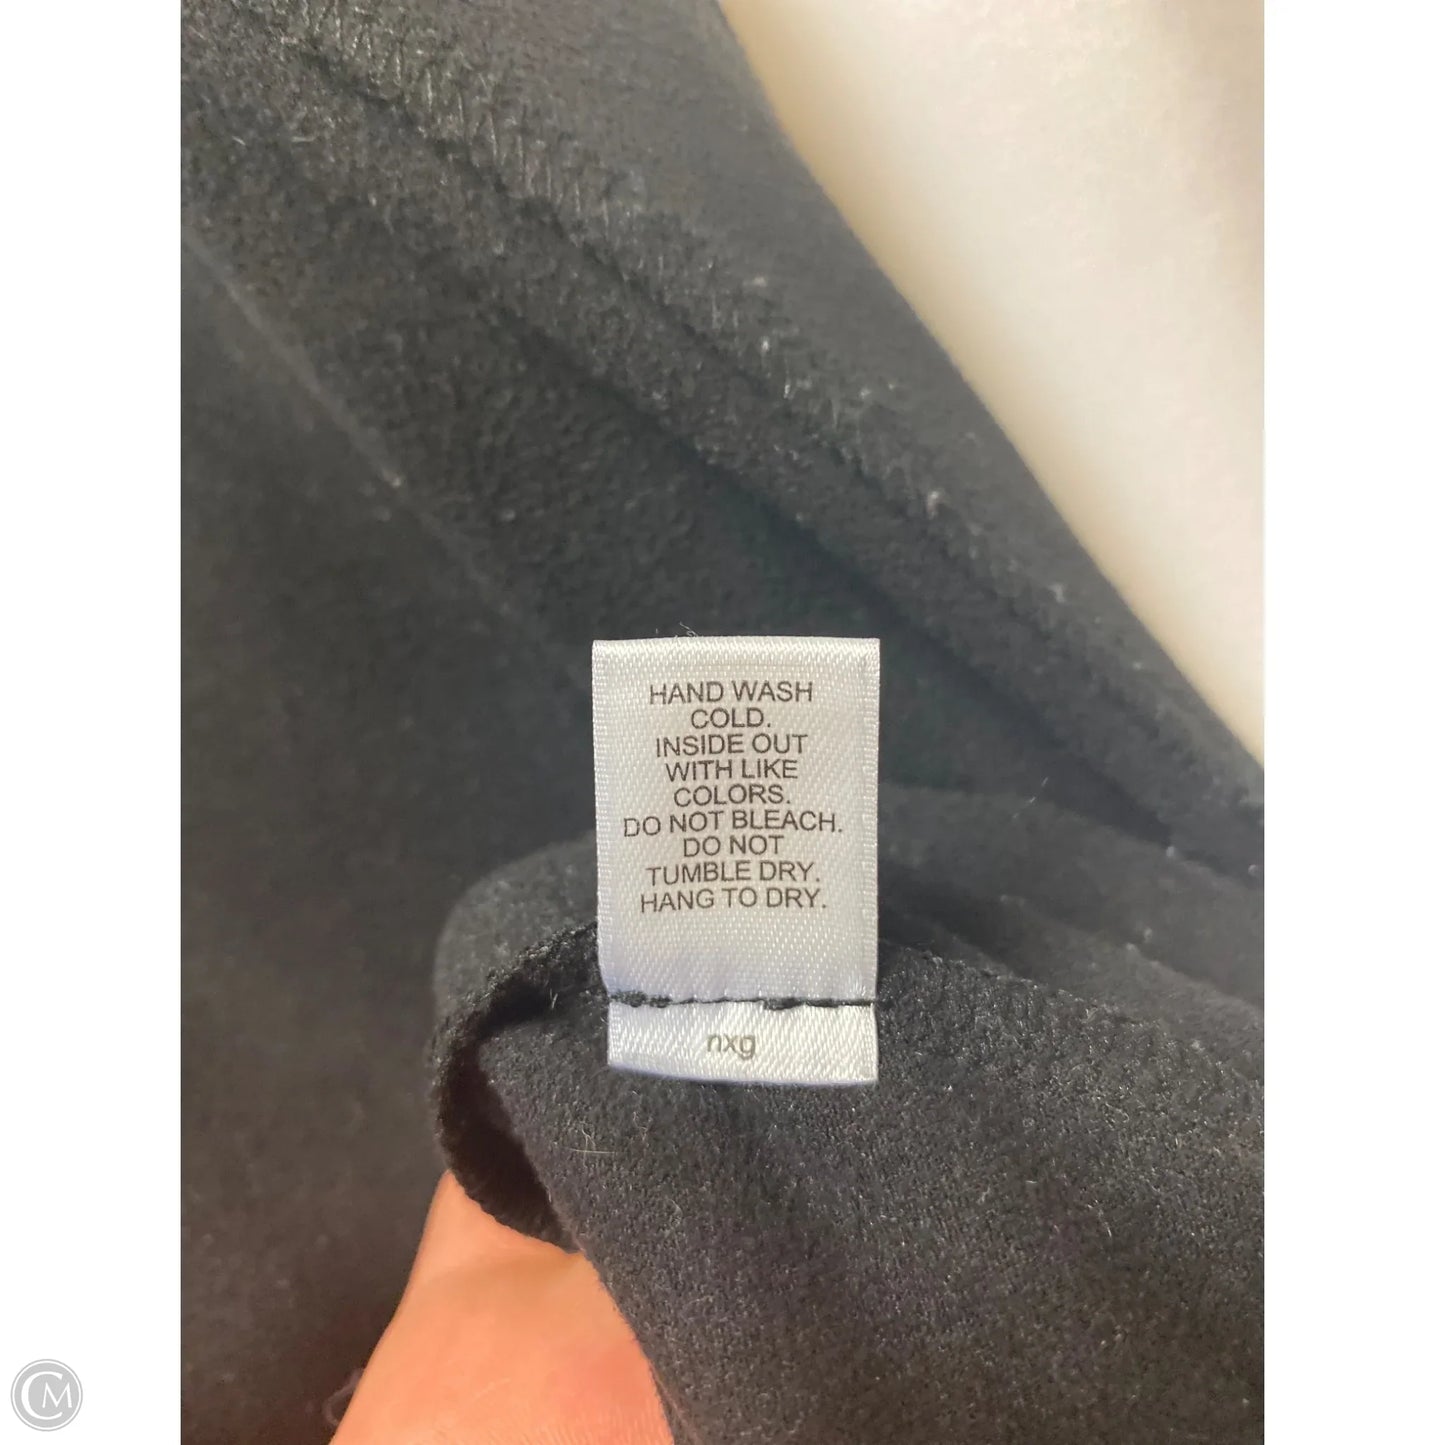 HAND WASH
COLD.
INSIDE OUT
WITH LIKE
COLORS.
DO NOT BLEACH.
DO NOT
TUMBLE DRY.
HANG TO DRY.
nxg
CM